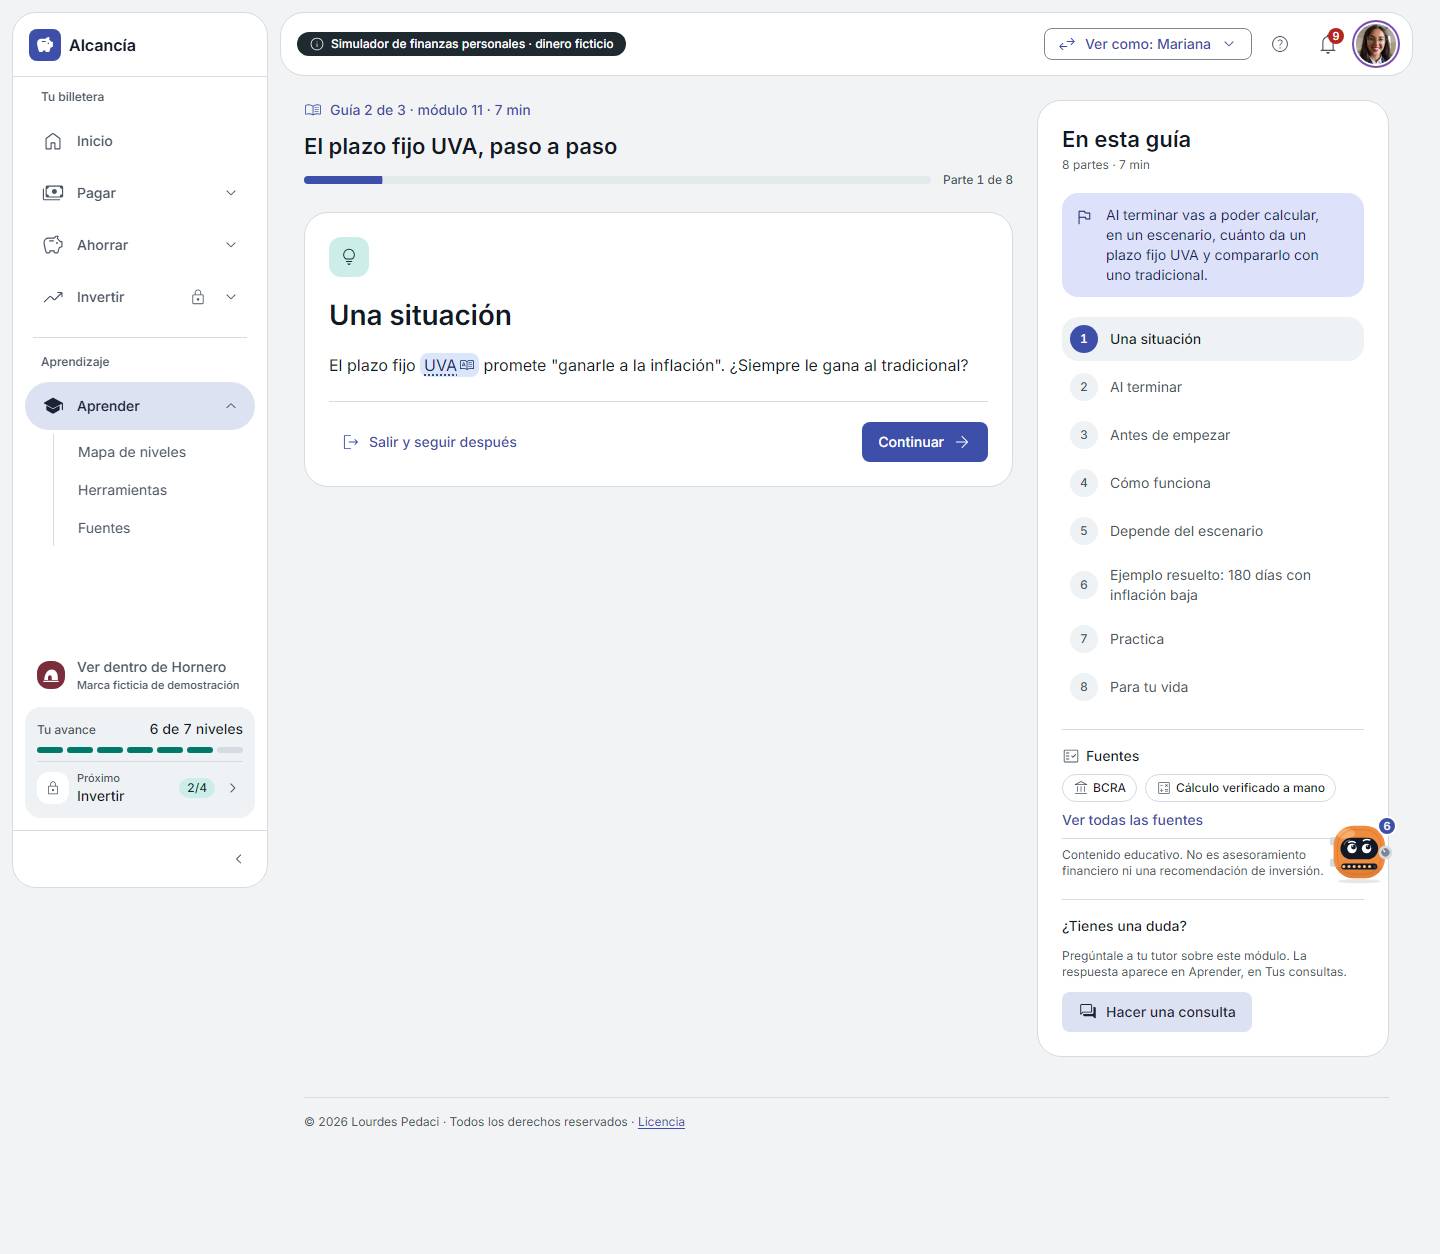 Alcancía
Tu billetera
Inicio
Pagar
Ahorrar
Invertir
Aprendizaje
Aprender
Mapa de niveles
Herramientas
Fuentes
Ver dentro de Hornero
Marca ficticia de demostración
Tu avance 6 de 7 niveles
Próximo
Invertir
2/4
Simulador de finanzas personales · dinero ficticio
Ver como: Mariana
9
Guía 2 de 3 · módulo 11 · 7 min
El plazo fijo UVA, paso a paso
Parte 1 de 8
Una situación
El plazo fijo UVA promete "ganarle a la inflación". ¿Siempre le gana al tradicional?
Salir y seguir después
Continuar
En esta guía
8 partes · 7 min
Al terminar vas a poder calcular,
en un escenario, cuánto da un
plazo fijo UVA y compararlo con
uno tradicional.
1 Una situación
2 Al terminar
3 Antes de empezar
4 Cómo funciona
5 Depende del escenario
6 Ejemplo resuelto: 180 días con
inflación baja
7 Practica
8 Para tu vida
Fuentes
BCRA
Cálculo verificado a mano
Ver todas las fuentes
6
Contenido educativo. No es asesoramiento
financiero ni una recomendación de inversión.
¿Tienes una duda?
Pregúntale a tu tutor sobre este módulo. La
respuesta aparece en Aprender, en Tus consultas.
Hacer una consulta
© 2026 Lourdes Pedaci · Todos los derechos reservados · Licencia